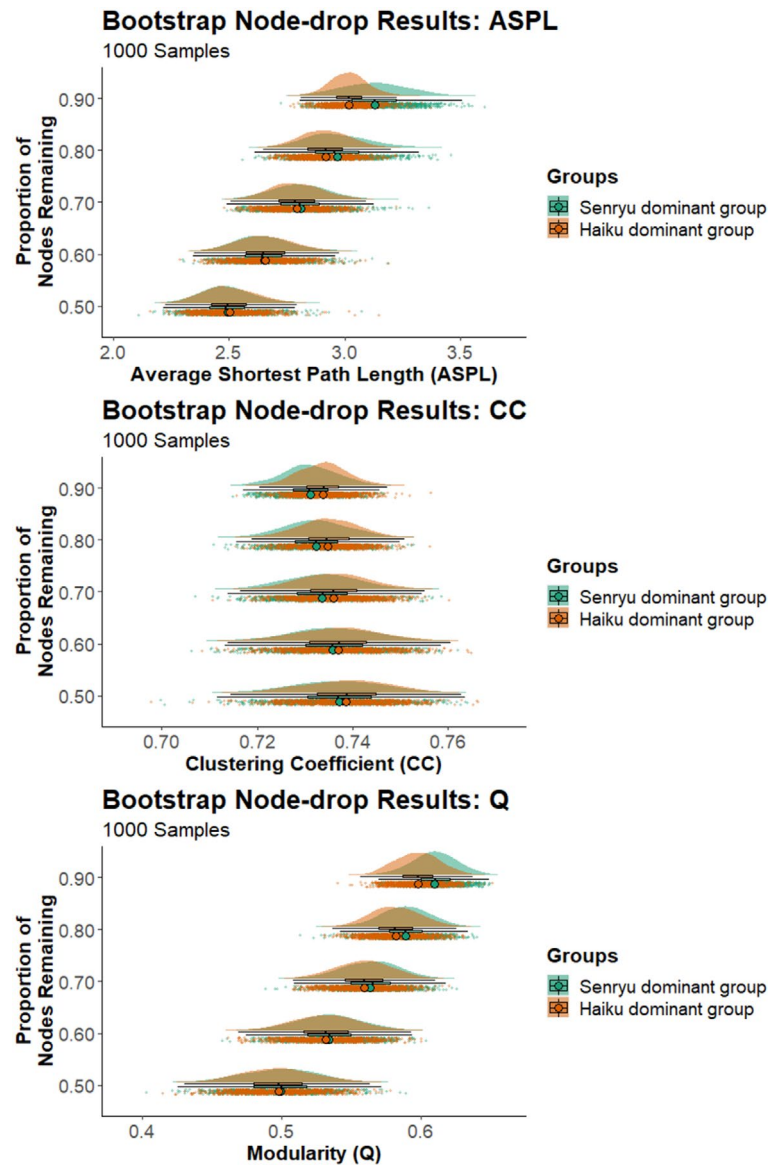 Bootstrap Node-drop Results: ASPL
1000 Samples
Proportion of
Nodes Remaining
0.90
0.80
0.70
0.60
0.50
2.0 2.5 3.0 3.5
Average Shortest Path Length (ASPL)
Groups
Senryu dominant group
Haiku dominant group
Bootstrap Node-drop Results: CC
1000 Samples
Proportion of
Nodes Remaining
0.90
0.80
0.70
0.60
0.50
0.70 0.72 0.74 0.76
Clustering Coefficient (CC)
Groups
Senryu dominant group
Haiku dominant group
Bootstrap Node-drop Results: Q
1000 Samples
Proportion of
Nodes Remaining
0.90
0.80
0.70
0.60
0.50
0.4 0.5 0.6
Modularity (Q)
Groups
Senryu dominant group
Haiku dominant group